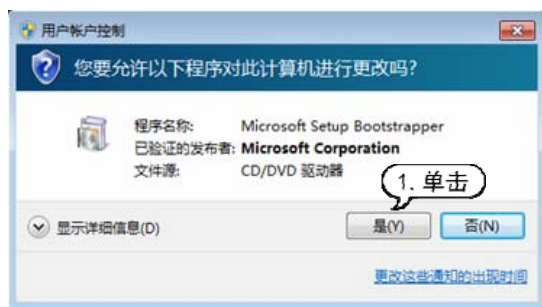 用户帐户控制
您要允许以下程序对此计算机进行更改吗?
程序名称: Microsoft Setup Bootstrapper
已验证的发布者: Microsoft Corporation
文件源: CD/DVD 驱动器
1. 单击
显示详细信息(D) 是(Y) 否(N)
更改这些通知的出现时间